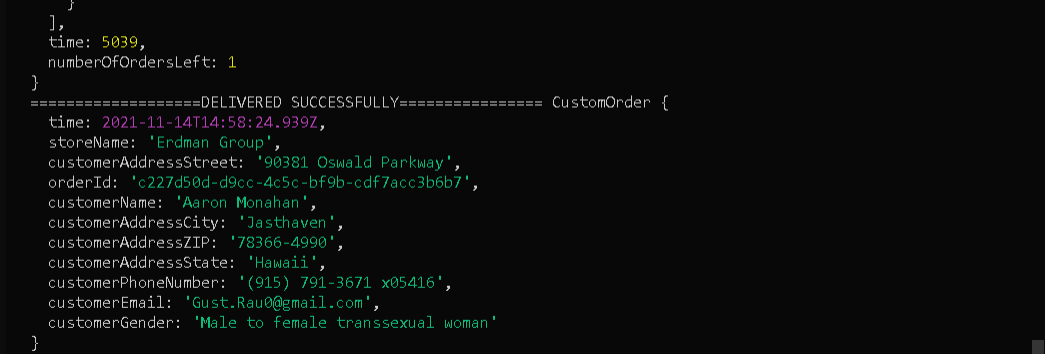 }
],
time: 5039,
numberOfOrdersLeft: 1
}
===================DELIVERED SUCCESSFULLY================ CustomOrder {
time: 2021-11-14T14:58:24.939Z,
storeName: 'Erdman Group',
customerAddressStreet: '90381 Oswald Parkway',
orderId: 'c227d50d-d9cc-4c5c-bf9b-cdf7acc3b6b7',
customerName: 'Aaron Monahan',
customerAddressCity: 'Jasthaven',
customerAddressZIP: '78366-4990',
customerAddressState: 'Hawaii',
customerPhoneNumber: '(915) 791-3671 x05416',
customerEmail: 'Gust.Rau0@gmail.com',
customerGender: 'Male to female transsexual woman'
}